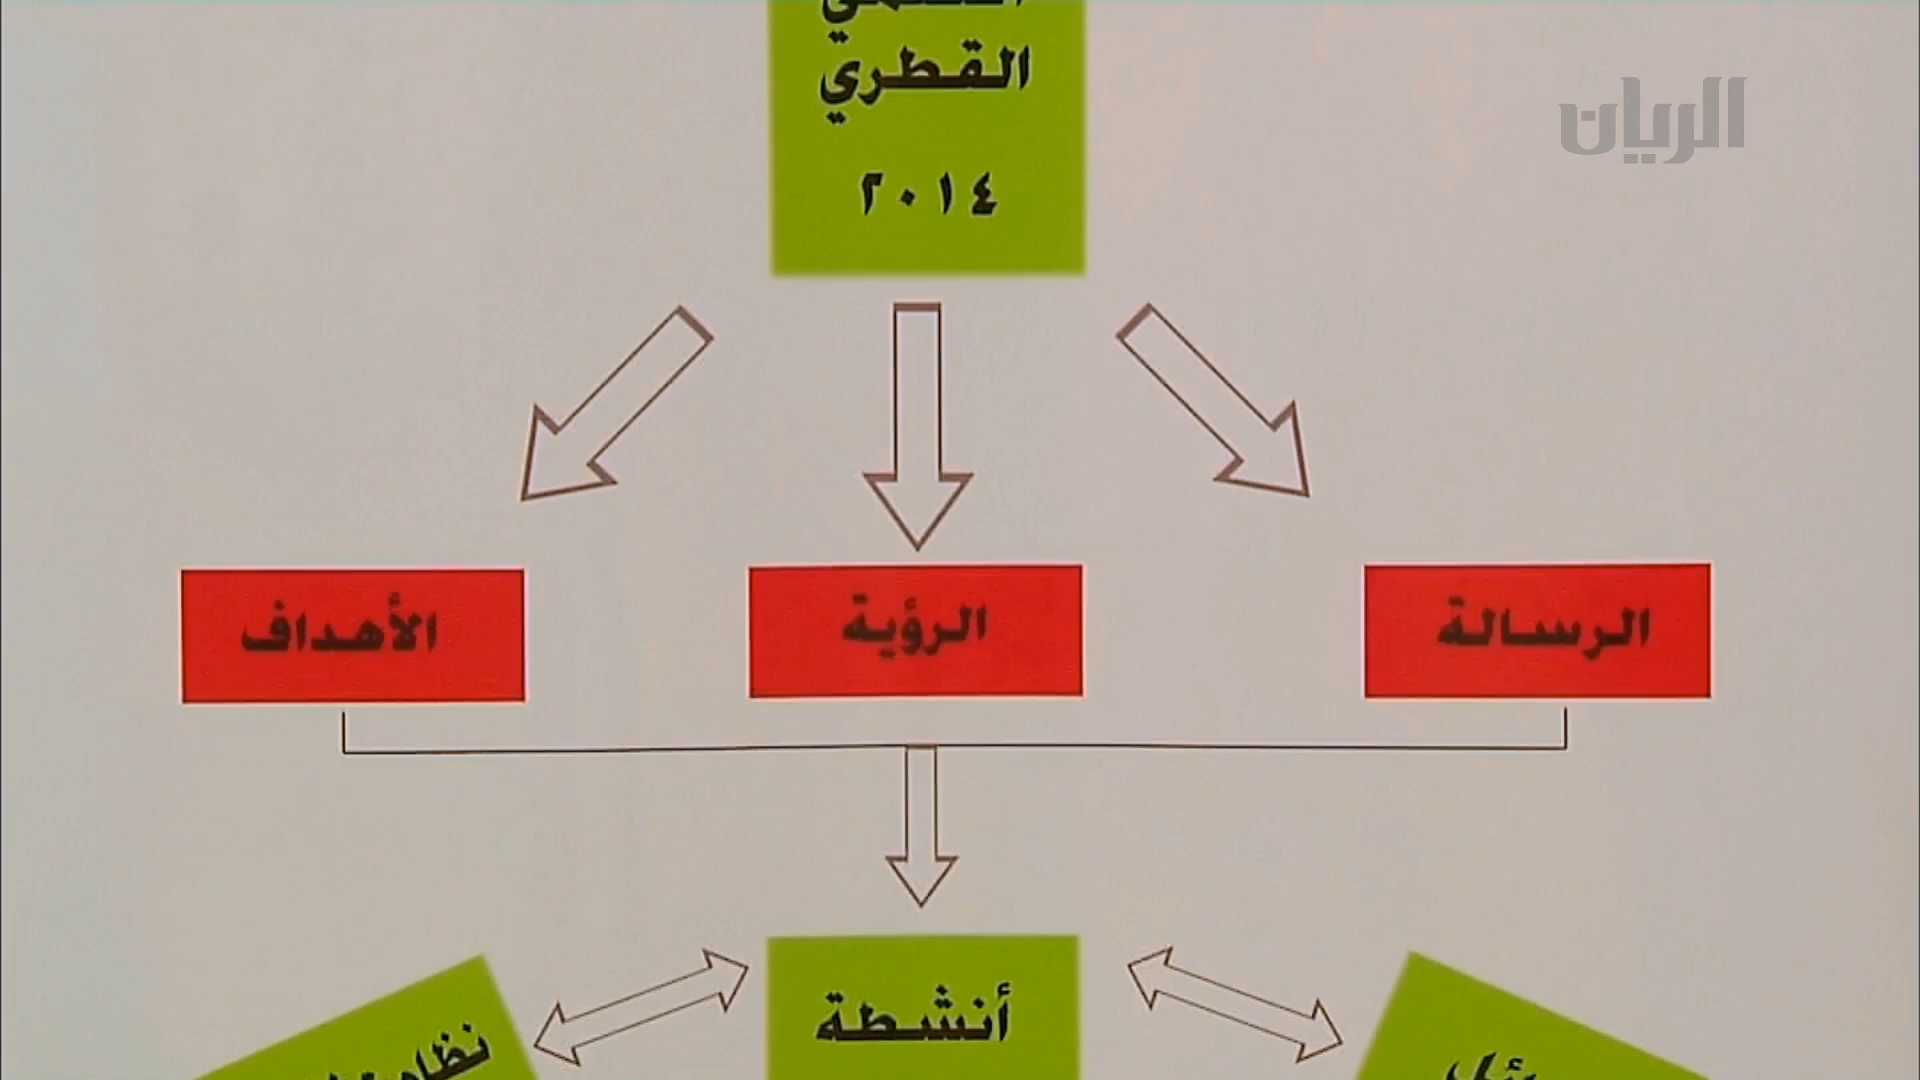 القطري
٢٠١٤
الريان
الرسالة
الرؤية
الأهداف
أنشطة